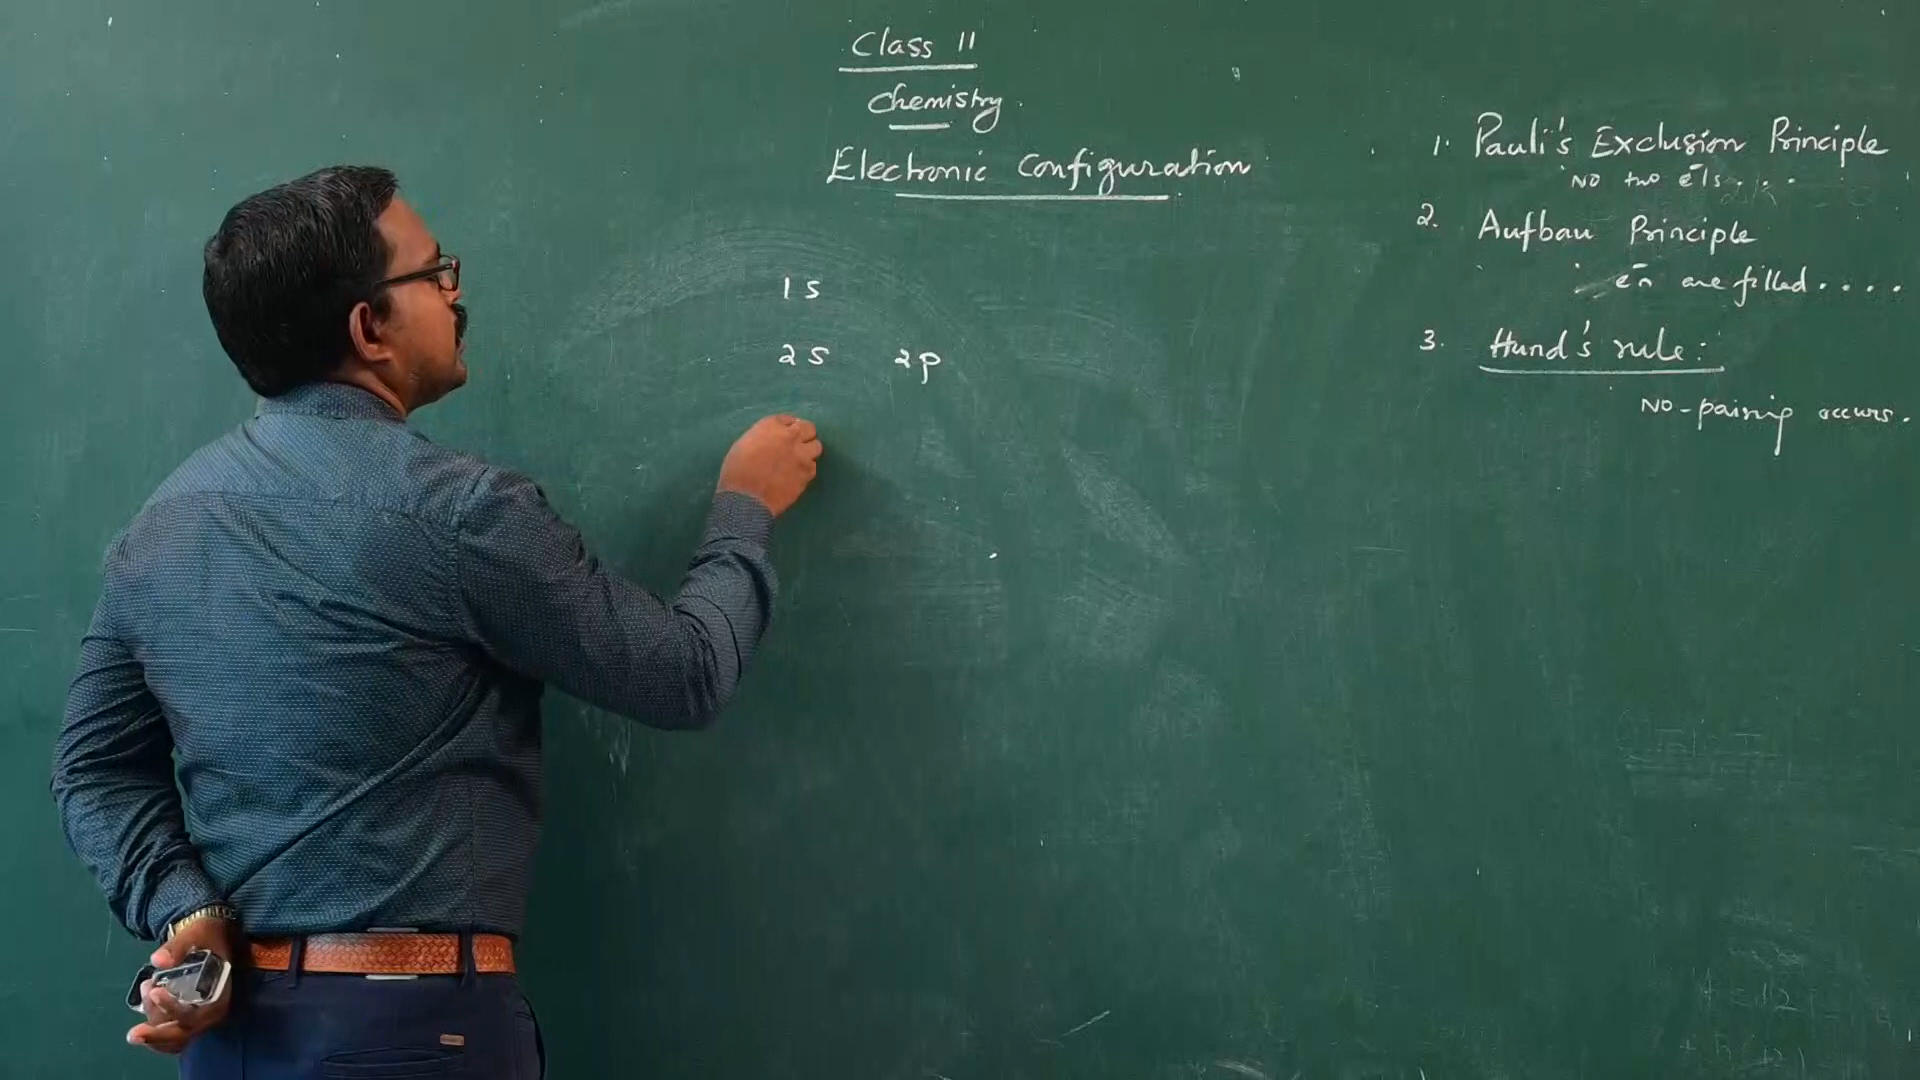 Class 11
Chemistry
Electronic Configuration
1s
2s 2p
1. Pauli's Exclusion Principle
No two e̅ls...
2. Aufbau Principle
e̅n are filled....
3. Hund's rule:
No-pairing occurs.